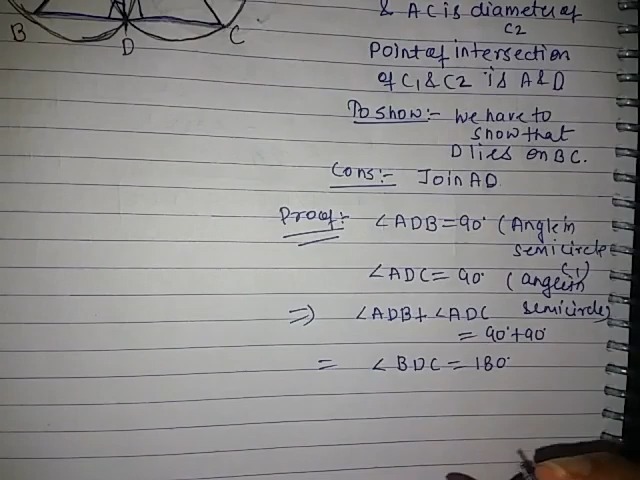 B
D
C
& AC is diameter of
C2
Point of intersection
of C1 & C2 is A & D
To show:- We have to
show that
D lies on BC.
Cons:- Join AD
Proof:- ∠ADB = 90° (Angle in
semicircle
C1)
∠ADC = 90° (angle in
semicircle)
⇒ ∠ADB + ∠ADC
= 90° + 90°
= ∠BDC = 180°